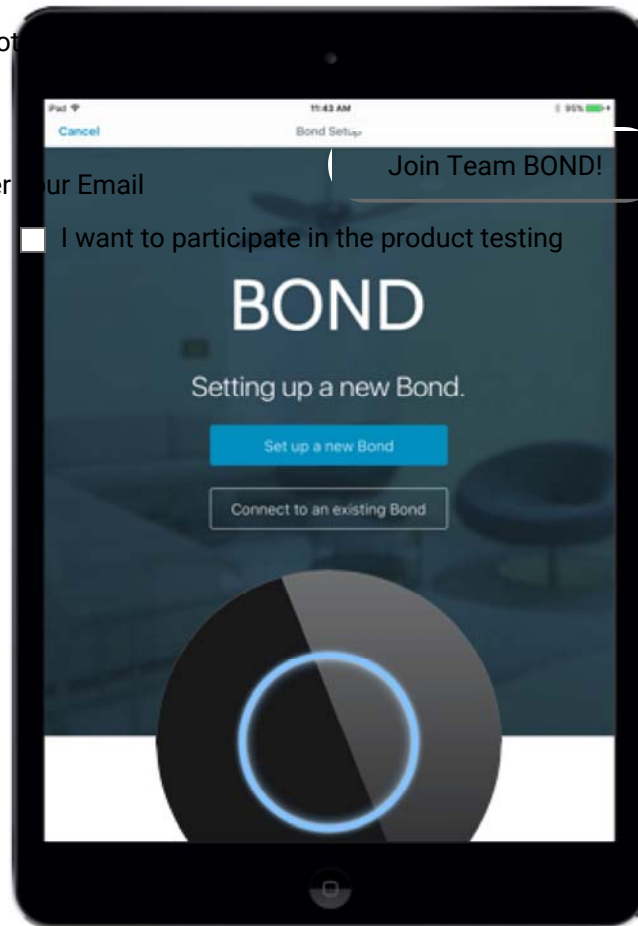 iPad
11:43 AM
95%
Cancel
Bond Setup
Join Team BOND!
our Email
I want to participate in the product testing
BOND
Setting up a new Bond.
Set up a new Bond
Connect to an existing Bond